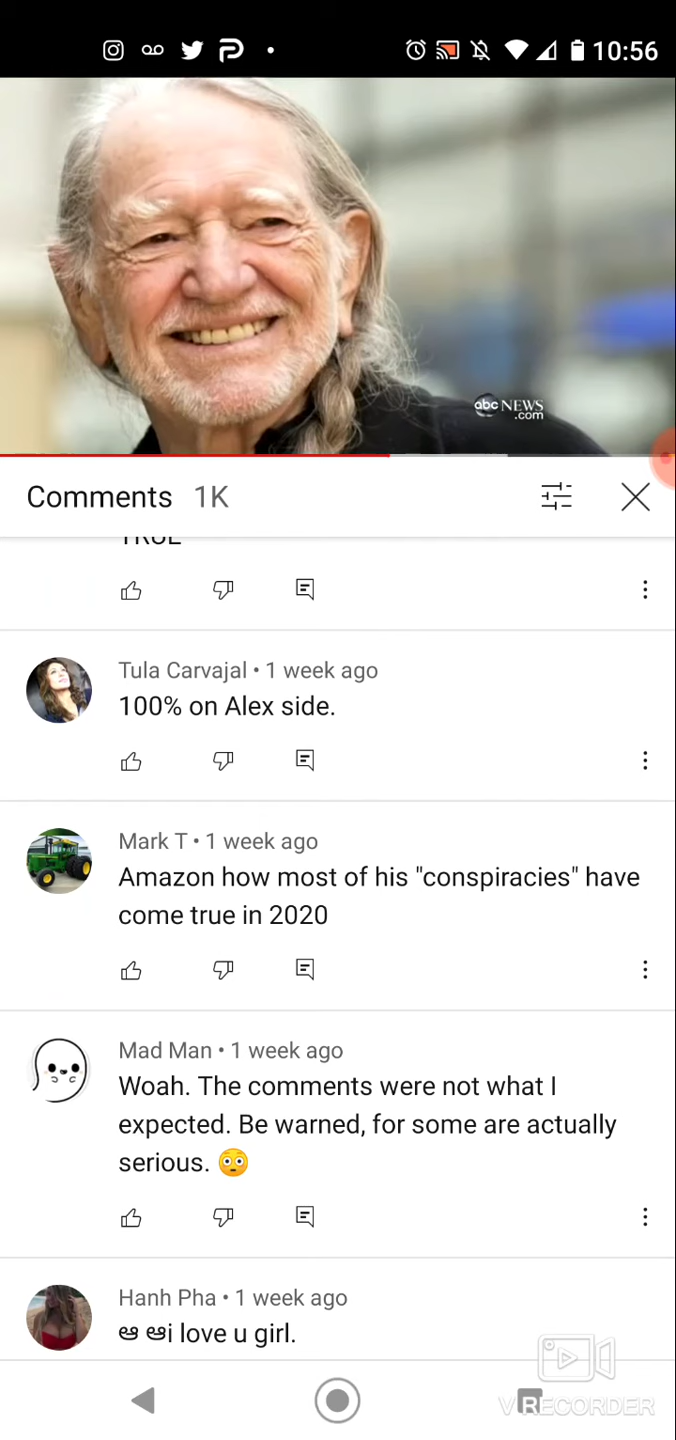 10:56
abc NEWS
.com
Comments 1K
TRUE
Tula Carvajal • 1 week ago
100% on Alex side.
Mark T • 1 week ago
Amazon how most of his "conspiracies" have
come true in 2020
Mad Man • 1 week ago
Woah. The comments were not what I
expected. Be warned, for some are actually
serious. 😳
Hanh Pha • 1 week ago
ఆ ఆi love u girl.
VRECORDER